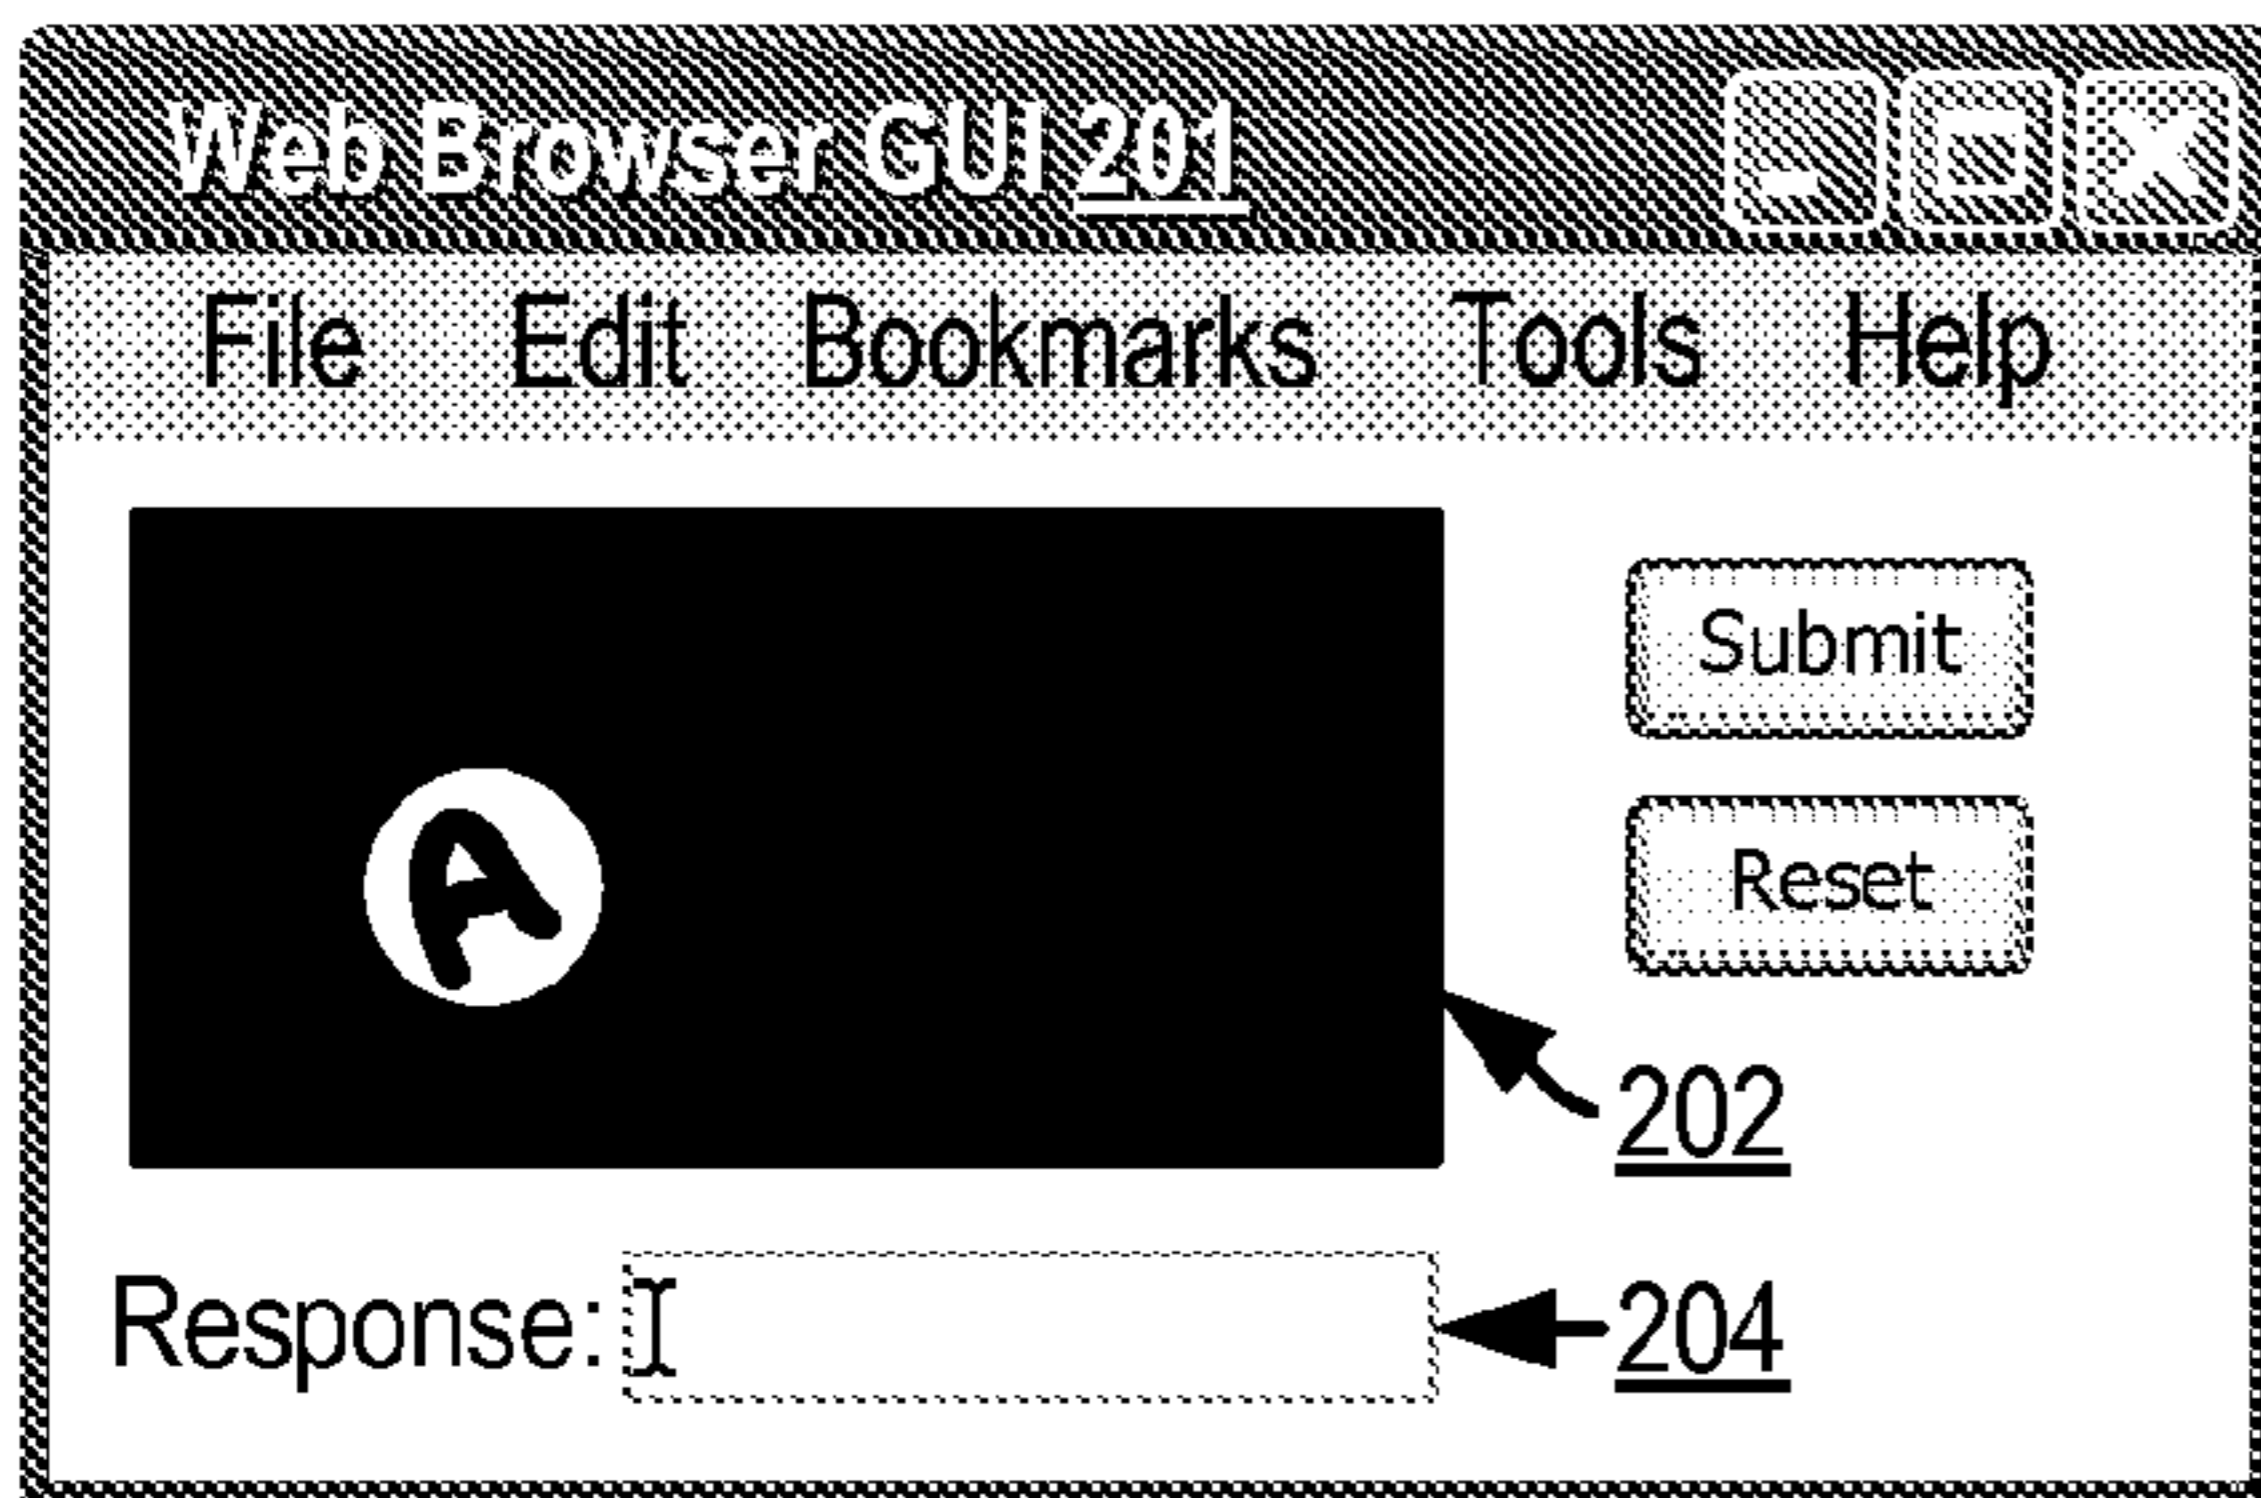 Web Browser GUI 201
File Edit Bookmarks Tools Help
Submit
A
Reset
202
Response:
204